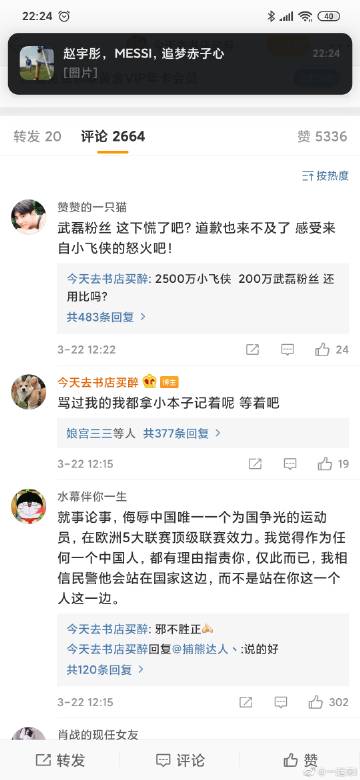 22:24
40
赵宇彤，MESSI，追梦赤子心
22:24
[图片]
转发 20
评论 2664
赞 5336
按热度
赞赞的一只猫
武磊粉丝 这下慌了吧？道歉也来不及了 感受来
自小飞侠的怒火吧！
今天去书店买醉: 2500万小飞侠 200万武磊粉丝 还
用比吗？
共483条回复 >
3-22 12:22
24
今天去书店买醉
博主
骂过我的我都拿小本子记着呢 等着吧
娘宫三三等人 共377条回复 >
3-22 12:15
19
水幕伴你一生
就事论事，侮辱中国唯一一个为国争光的运动
员，在欧洲5大联赛顶级联赛效力。我觉得作为任
何一个中国人，都有理由指责你，仅此而已，我相
信民警他会站在国家这边，而不是站在你这一个
人这一边。
今天去书店买醉: 邪不胜正
今天去书店买醉回复@捕熊达人丶:说的好
共120条回复 >
3-22 12:15
302
肖战的现任女友
转发
评论
赞